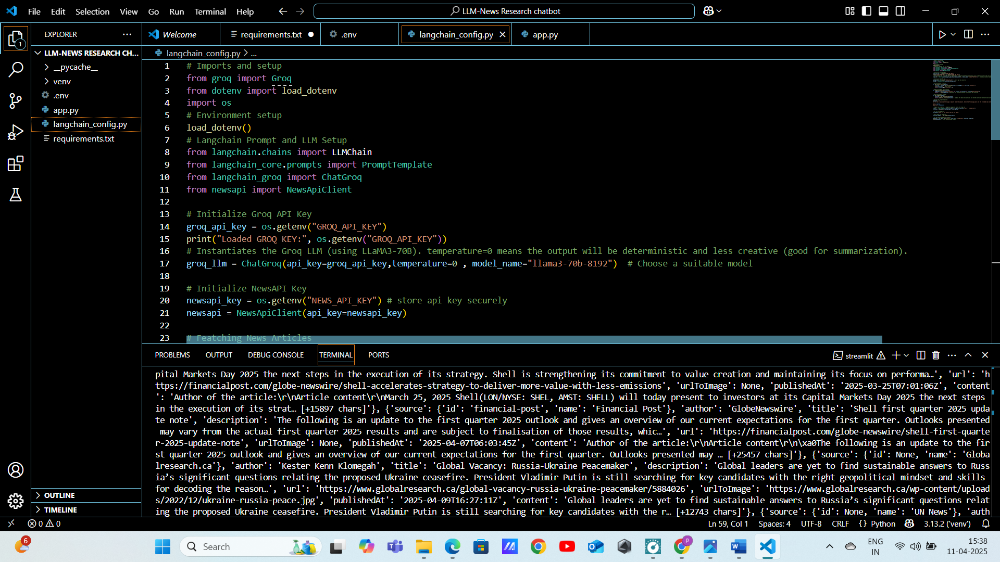 File Edit Selection View Go Run Terminal Help
LLM-News Research chatbot
EXPLORER
Welcome
requirements.txt
.env
langchain_config.py
app.py
1
LLM-NEWS RESEARCH CH...
__pycache__
venv
.env
app.py
langchain_config.py
requirements.txt
OUTLINE
TIMELINE
langchain_config.py > ...
1 # Imports and setup
2 from groq import Groq
3 from dotenv import load_dotenv
4 import os
5 # Environment setup
6 load_dotenv()
7 # Langchain Prompt and LLM Setup
8 from langchain.chains import LLMChain
9 from langchain_core.prompts import PromptTemplate
10 from langchain_groq import ChatGroq
11 from newsapi import NewsApiClient
12
13 # Initialize Groq API Key
14 groq_api_key = os.getenv("GROQ_API_KEY")
15 print("Loaded GROQ KEY:", os.getenv("GROQ_API_KEY"))
16 # Instantiates the Groq LLM (using LLaMA3-70B). temperature=0 means the output will be deterministic and less creative (good for summarization).
17 groq_llm = ChatGroq(api_key=groq_api_key,temperature=0 , model_name="llama3-70b-8192")  # Choose a suitable model
18
19 # Initialize NewsAPI Key
20 newsapi_key = os.getenv("NEWS_API_KEY") # store api key securely
21 newsapi = NewsApiClient(api_key=newsapi_key)
22
23 # Featching News Articles
PROBLEMS OUTPUT DEBUG CONSOLE TERMINAL PORTS
streamlit
pital Markets Day 2025 the next steps in the execution of its strategy. Shell is strengthening its commitment to value creation and maintaining its focus on performa…', 'url': 'h
ttps://financialpost.com/globe-newswire/shell-accelerates-strategy-to-deliver-more-value-with-less-emissions', 'urlToImage': None, 'publishedAt': '2025-03-25T07:01:06Z', 'content
': 'Author of the article:\r\nArticle content\r\nMarch 25, 2025 Shell(LON/NYSE: SHEL, AMST: SHELL) will today present to investors at its Capital Markets Day 2025 the next steps
in the execution of its strat… [+15897 chars]'}, {'source': {'id': 'financial-post', 'name': 'Financial Post'}, 'author': 'GlobeNewswire', 'title': 'Shell first quarter 2025 upda
te note', 'description': 'The following is an update to the first quarter 2025 outlook and gives an overview of our current expectations for the first quarter. Outlooks presented
may vary from the actual first quarter 2025 results and are subject to finalisation of those results, whic…', 'url': 'https://financialpost.com/globe-newswire/shell-first-quarte
r-2025-update-note', 'urlToImage': None, 'publishedAt': '2025-04-07T06:03:45Z', 'content': 'Author of the article:\r\nArticle content\r\n\xa0The following is an update to the fir
st quarter 2025 outlook and gives an overview of our current expectations for the first quarter. Outlooks presented may … [+25457 chars]'}, {'source': {'id': None, 'name': 'Globa
lresearch.ca'}, 'author': 'Kester Kenn Klomegah', 'title': 'Global Vacancy: Russia-Ukraine Peacemaker', 'description': 'Global leaders are yet to find sustainable answers to Russ
ia’s significant questions relating the proposed Ukraine ceasefire. President Vladimir Putin is still searching for key candidates with the right geopolitical mindset and skills
for decoding the reason…', 'url': 'https://www.globalresearch.ca/global-vacancy-russia-ukraine-peacemaker/5884026', 'urlToImage': 'https://www.globalresearch.ca/wp-content/upload
s/2022/12/ukraine-russia-peace.jpg', 'publishedAt': '2025-04-09T16:27:11Z', 'content': 'Global leaders are yet to find sustainable answers to Russia’s significant questions relat
ing the proposed Ukraine ceasefire. President Vladimir Putin is still searching for key candidates with the r… [+12743 chars]'}, {'source': {'id': None, 'name': 'UN News'}, 'auth
0 0
Ln 59, Col 1 Spaces: 4 UTF-8 CRLF {} Python 3.13.2 ('venv')
6
Search
P
ENG
IN
15:38
11-04-2025